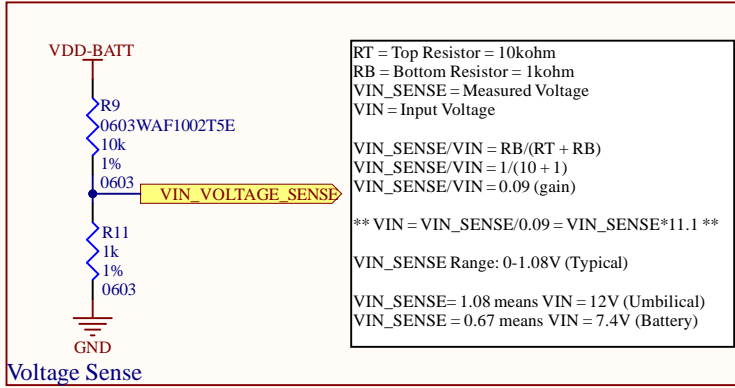 VDD-BATT
R9
0603WAF1002T5E
10k
1%
0603
VIN_VOLTAGE_SENSE
R11
1k
1%
0603
GND
Voltage Sense
RT = Top Resistor = 10kohm
RB = Bottom Resistor = 1kohm
VIN_SENSE = Measured Voltage
VIN = Input Voltage
VIN_SENSE/VIN = RB/(RT + RB)
VIN_SENSE/VIN = 1/(10 + 1)
VIN_SENSE/VIN = 0.09 (gain)
** VIN = VIN_SENSE/0.09 = VIN_SENSE*11.1 **
VIN_SENSE Range: 0-1.08V (Typical)
VIN_SENSE= 1.08 means VIN = 12V (Umbilical)
VIN_SENSE = 0.67 means VIN = 7.4V (Battery)